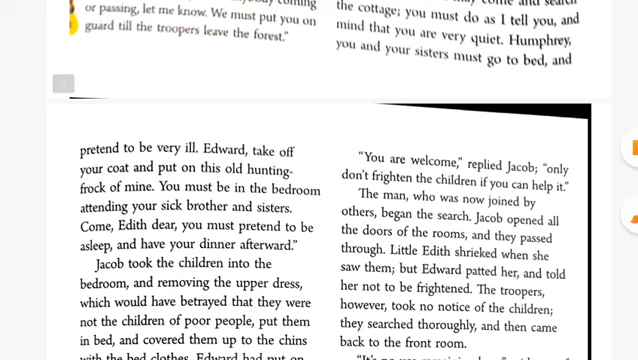 or passing, let me know. We must put you on
guard till the troopers leave the forest."
the cottage; you must do as I tell you, and
mind that you are very quiet. Humphrey,
you and your sisters must go to bed, and
2
pretend to be very ill. Edward, take off
your coat and put on this old hunting-
frock of mine. You must be in the bedroom
attending your sick brother and sisters.
Come, Edith dear, you must pretend to be
asleep, and have your dinner afterward."
Jacob took the children into the
bedroom, and removing the upper dress,
which would have betrayed that they were
not the children of poor people, put them
in bed, and covered them up to the chins
with the bed clothes. Edward had put on
"You are welcome," replied Jacob; "only
don't frighten the children if you can help it."
The man, who was now joined by
others, began the search. Jacob opened all
the doors of the rooms, and they passed
through. Little Edith shrieked when she
saw them; but Edward patted her, and told
her not to be frightened. The troopers,
however, took no notice of the children;
they searched thoroughly, and then came
back to the front room.